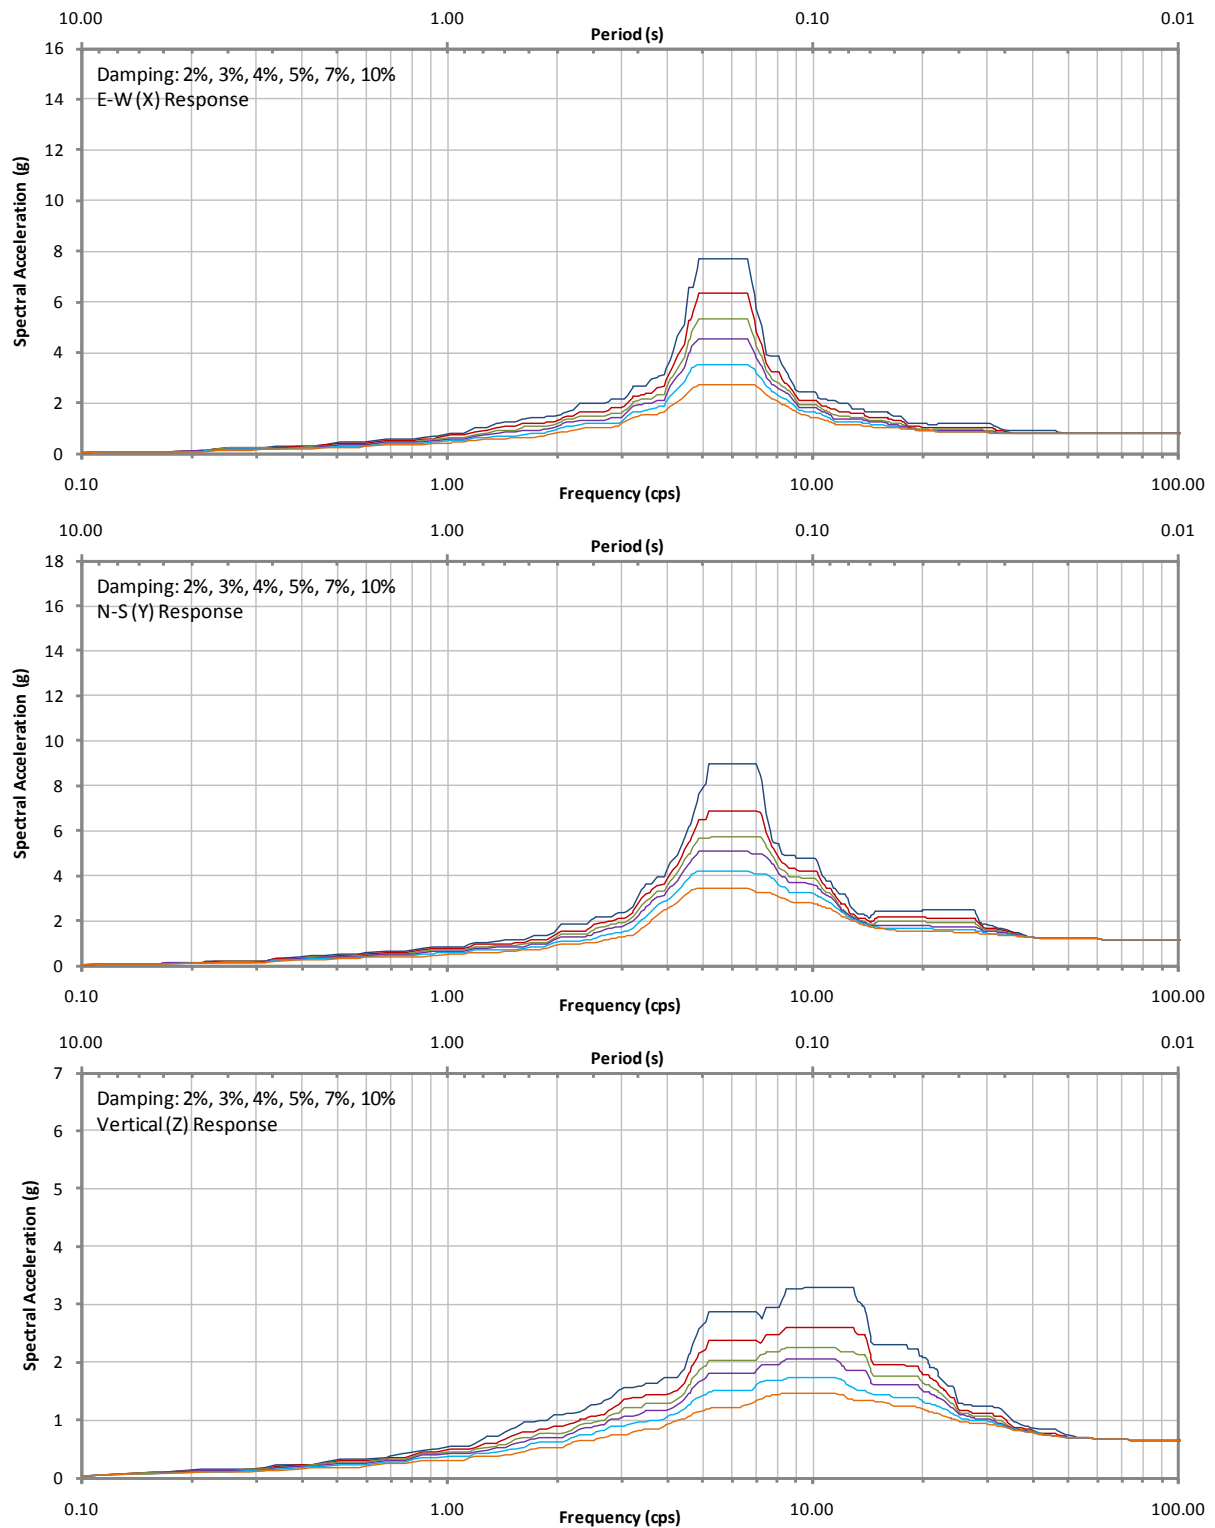 10.00 1.00 0.10 0.01
Period (s)
16
Damping: 2%, 3%, 4%, 5%, 7%, 10%
E-W (X) Response
14
12
10
8
6
4
2
0
Spectral Acceleration (g)
0.10 1.00 10.00 100.00
Frequency (cps)
10.00 1.00 0.10 0.01
Period (s)
18
Damping: 2%, 3%, 4%, 5%, 7%, 10%
N-S (Y) Response
16
14
12
10
8
6
4
2
0
Spectral Acceleration (g)
0.10 1.00 10.00 100.00
Frequency (cps)
10.00 1.00 0.10 0.01
Period (s)
7
Damping: 2%, 3%, 4%, 5%, 7%, 10%
Vertical (Z) Response
6
5
4
3
2
1
0
Spectral Acceleration (g)
0.10 1.00 10.00 100.00
Frequency (cps)